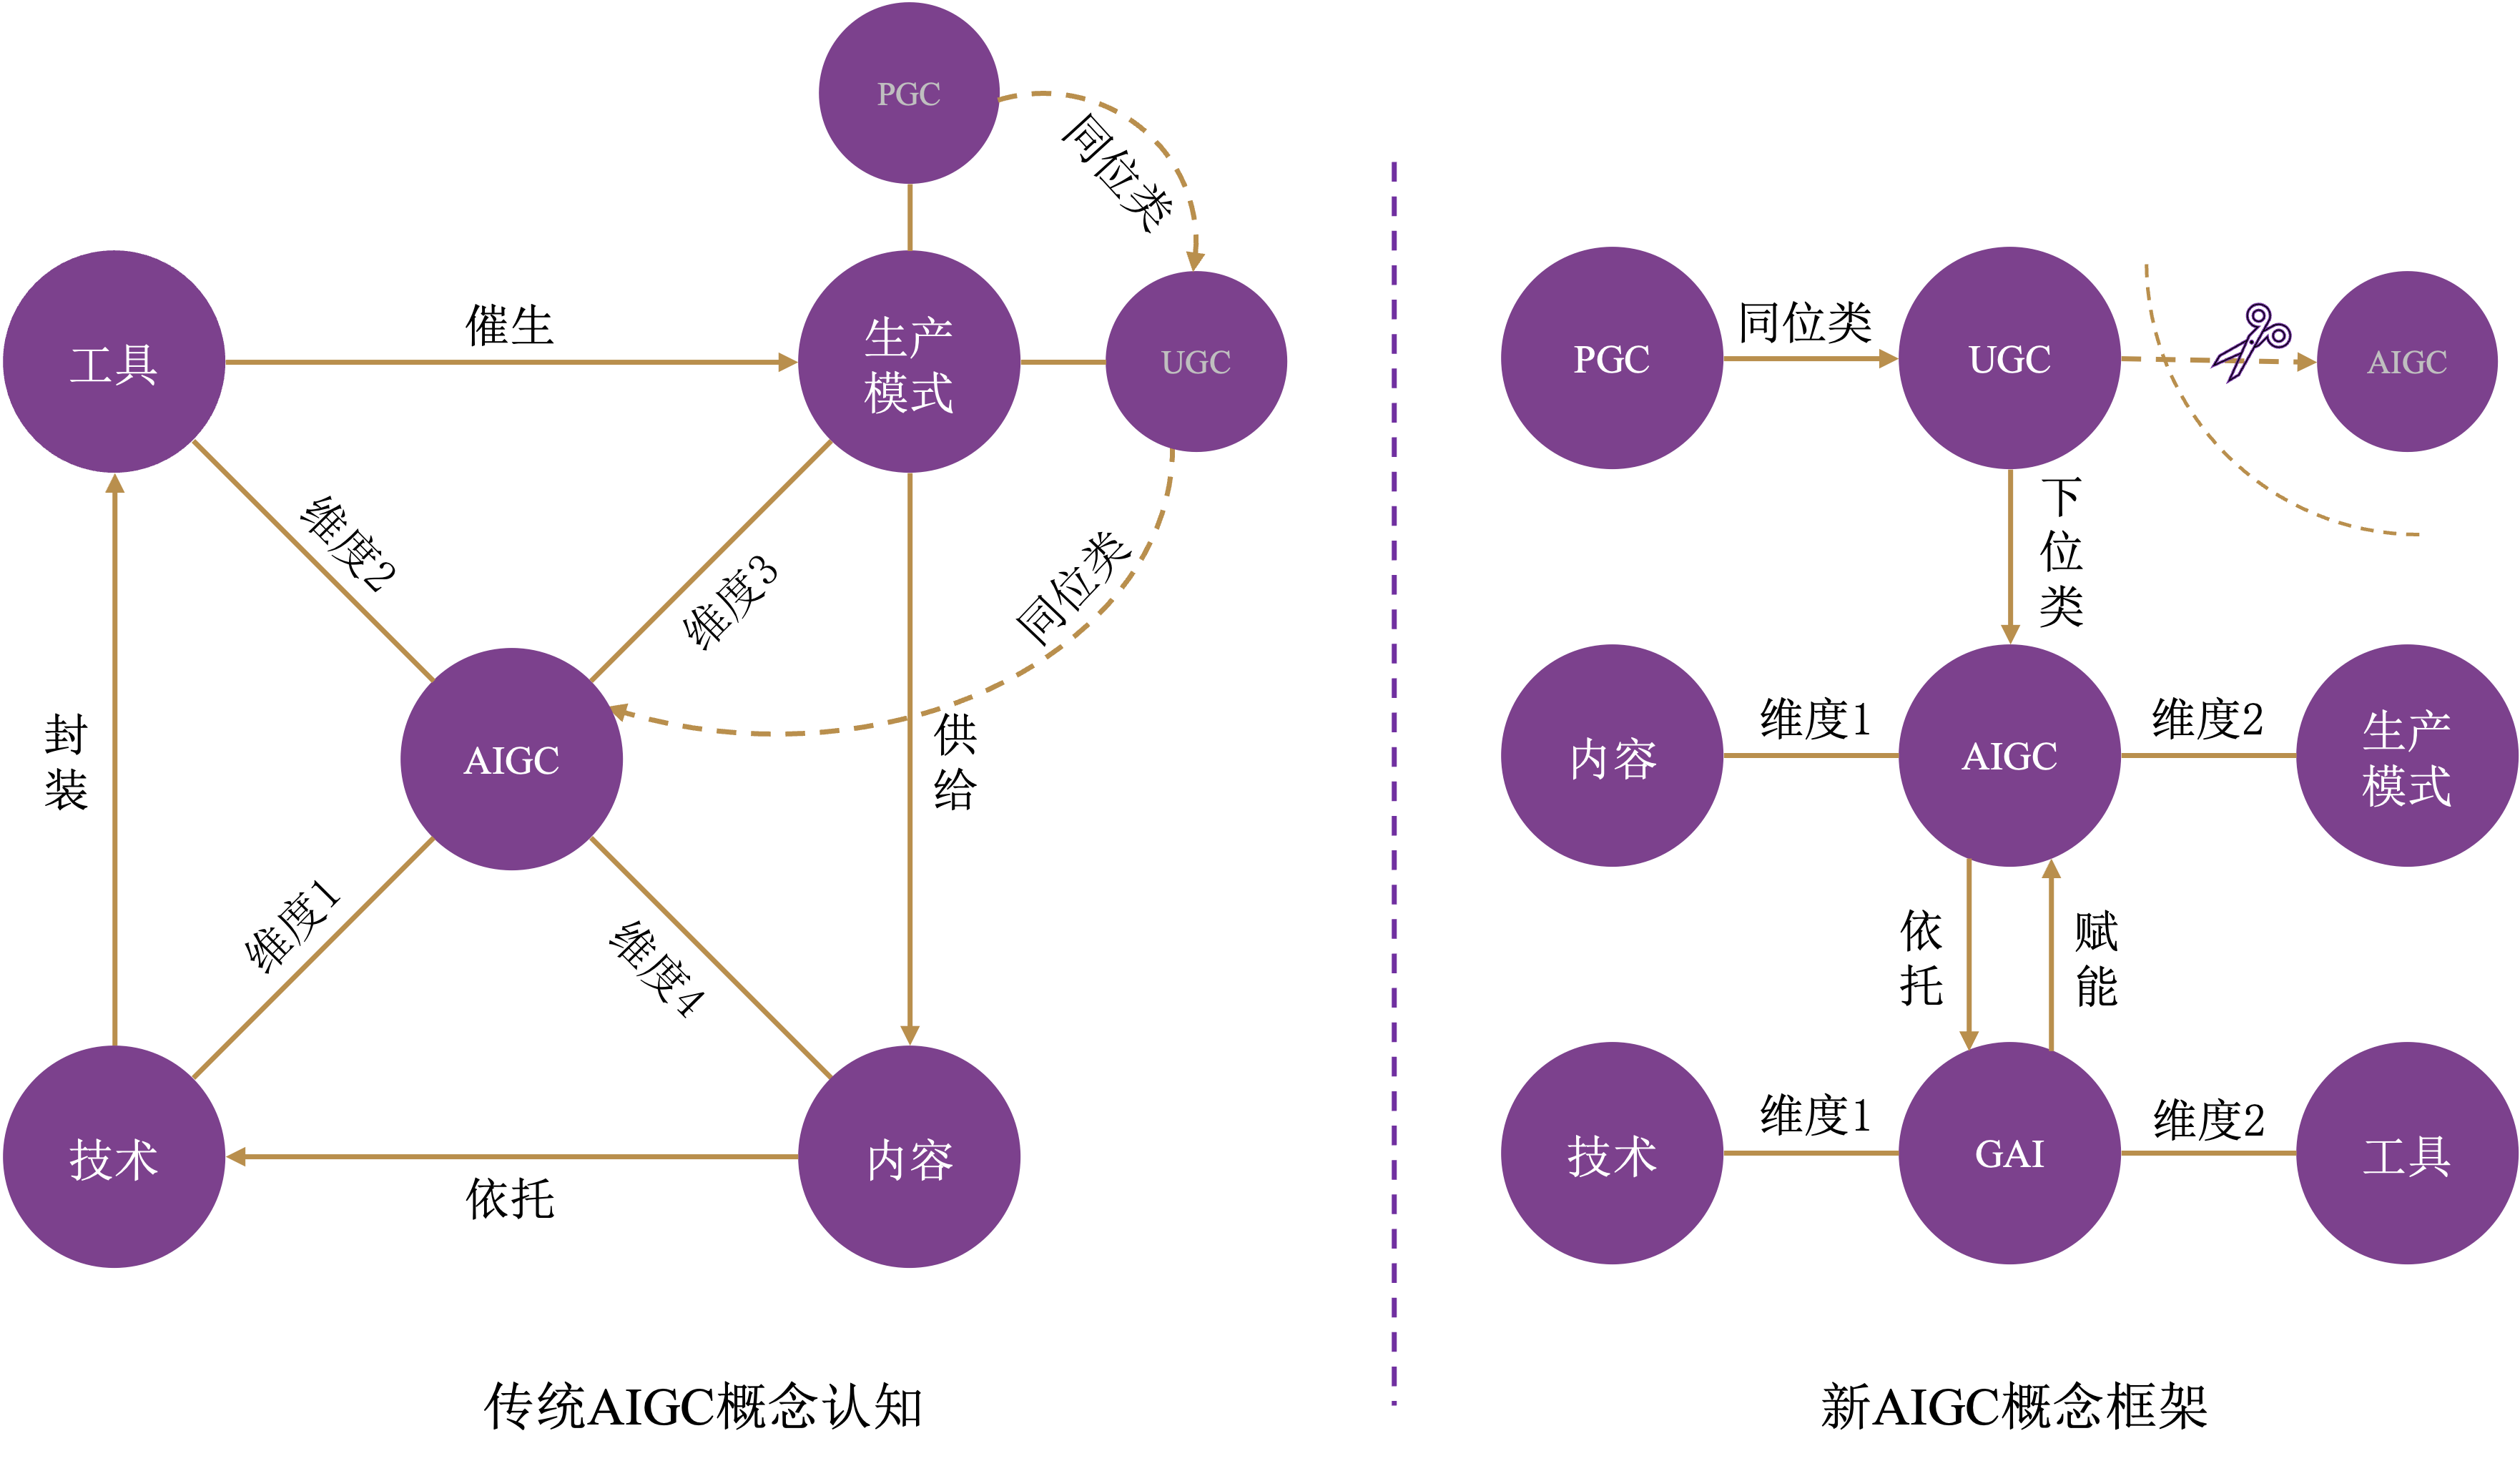 PGC
同位类
工具
催生
生产
模式
UGC
维度2
维度3
同位类
封
装
AIGC
供
给
维度1
维度4
技术
依托
内容
传统AIGC概念认知
PGC
同位类
UGC
AIGC
下
位
类
内容
维度1
AIGC
维度2
生产
模式
依
托
赋
能
技术
维度1
GAI
维度2
工具
新AIGC概念框架